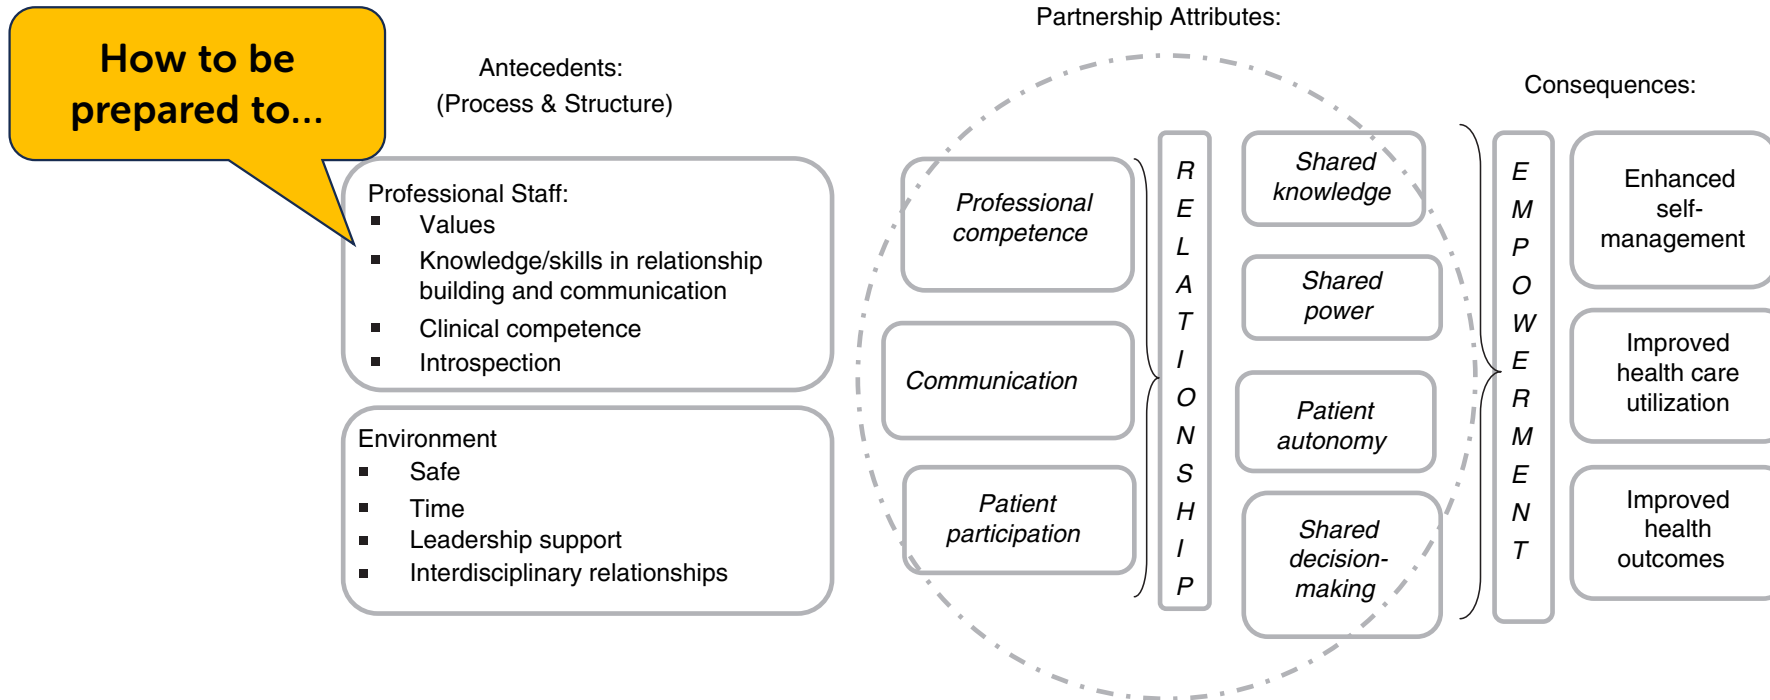 How to be
prepared to...
Antecedents:
(Process & Structure)
Professional Staff:
▪ Values
▪ Knowledge/skills in relationship
building and communication
▪ Clinical competence
▪ Introspection
Environment
▪ Safe
▪ Time
▪ Leadership support
▪ Interdisciplinary relationships
Partnership Attributes:
Professional
competence
Communication
Patient
participation
R
E
L
A
T
I
O
N
S
H
I
P
Shared
knowledge
Shared
power
Patient
autonomy
Shared
decision-
making
Consequences:
E
M
P
O
W
E
R
M
E
N
T
Enhanced
self-
management
Improved
health care
utilization
Improved
health
outcomes